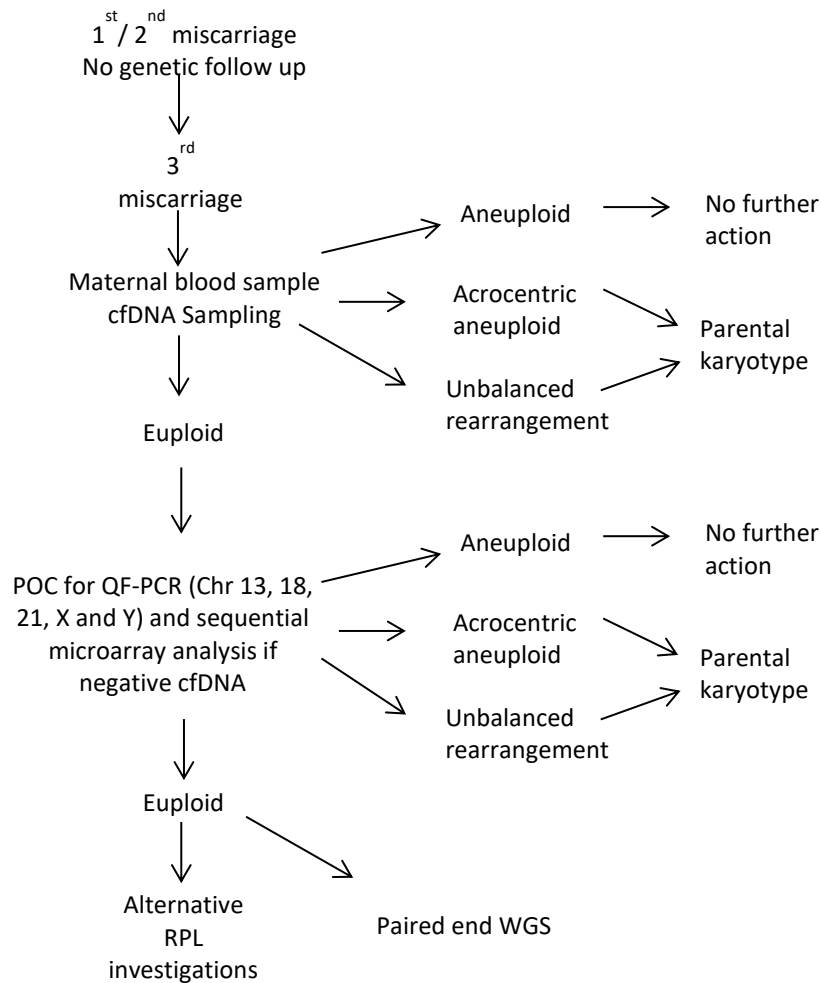 1st/ 2nd miscarriage
No genetic follow up
3rd
miscarriage
Maternal blood sample
cfDNA Sampling
Aneuploid
No further
action
Acrocentric
aneuploid
Unbalanced
rearrangement
Parental
karyotype
Euploid
POC for QF-PCR (Chr 13, 18,
21, X and Y) and sequential
microarray analysis if
negative cfDNA
Aneuploid
No further
action
Acrocentric
aneuploid
Unbalanced
rearrangement
Parental
karyotype
Euploid
Alternative
RPL
investigations
Paired end WGS